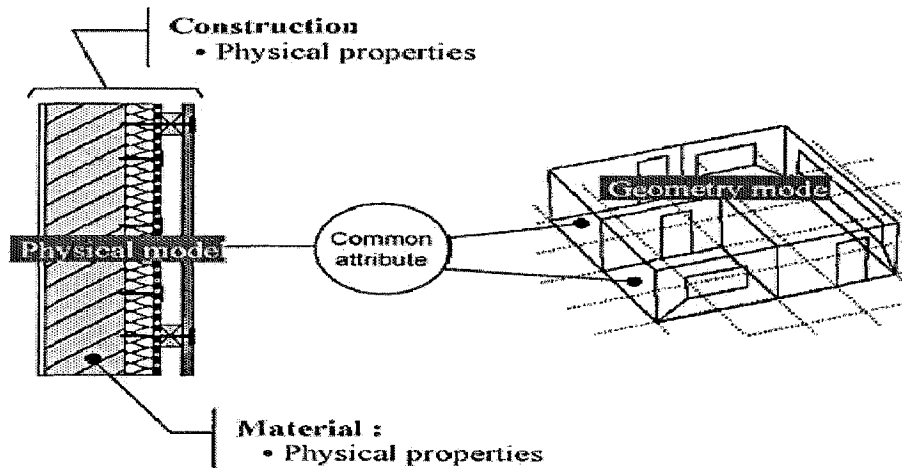 Construction
• Physical properties
Geometry mode
Physical mode
Common
attribute
Material :
• Physical properties